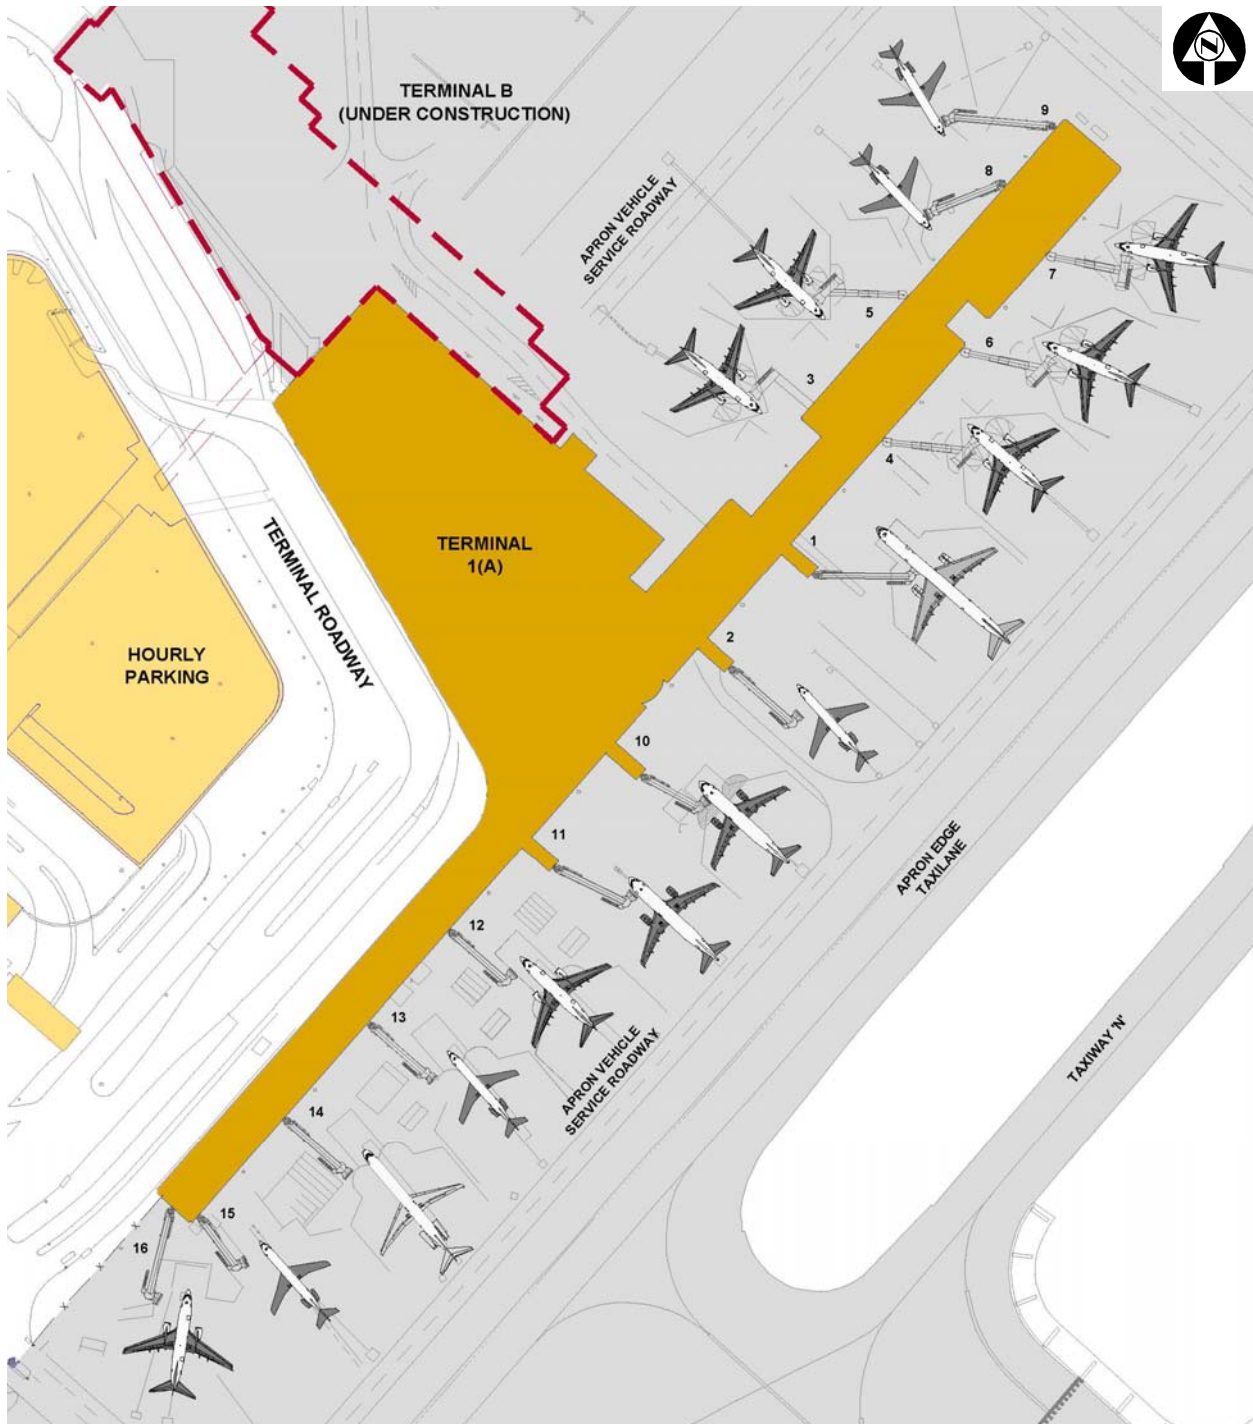 N
TERMINAL B
(UNDER CONSTRUCTION)
9
8
APRON VEHICLE
SERVICE ROADWAY
7
5
6
3
4
TERMINAL
1(A)
1
TERMINAL ROADWAY
2
HOURLY
PARKING
10
11
APRON EDGE
TAXILANE
12
13
APRON VEHICLE
SERVICE ROADWAY
TAXIWAY 'N'
14
15
16